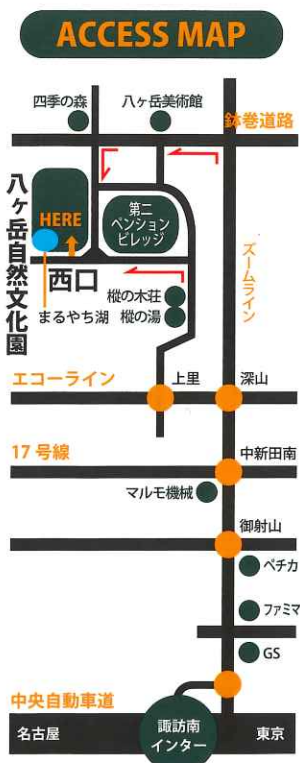 ACCESS MAP
四季の森
八ヶ岳美術館
鉢巻道路
八ヶ岳自然文化園
HERE
第二
ペンション
ビレッジ
ズームライン
西口
まるやち湖
樅の木荘
樅の湯
エコーライン
上里
深山
17号線
中新田南
マルモ機械
御射山
ペチカ
ファミマ
GS
中央自動車道
名古屋
諏訪南
インター
東京